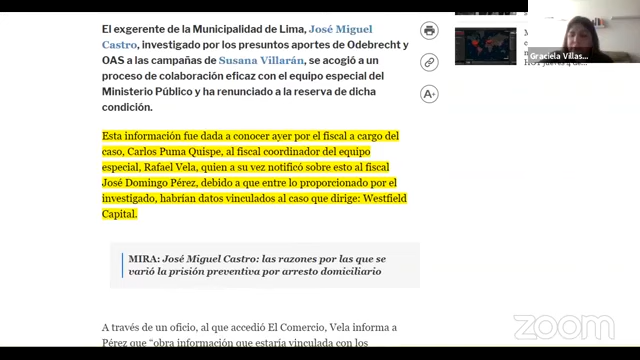 El exgerente de la Municipalidad de Lima, José Miguel
Castro, investigado por los presuntos aportes de Odebrecht y
OAS a las campañas de Susana Villarán, se acogió a un
proceso de colaboración eficaz con el equipo especial del
Ministerio Público y ha renunciado a la reserva de dicha
condición.
Esta información fue dada a conocer ayer por el fiscal a cargo del
caso, Carlos Puma Quispe, al fiscal coordinador del equipo
especial, Rafael Vela, quien a su vez notificó sobre esto al fiscal
José Domingo Pérez, debido a que entre lo proporcionado por el
investigado, habrían datos vinculados al caso que dirige: Westfield
Capital.
MIRA: José Miguel Castro: las razones por las que se
varió la prisión preventiva por arresto domiciliario
A través de un oficio, al que accedió El Comercio, Vela informa a
Pérez que “obra información que estaría vinculada con los
A+
Graciela Villas...
zoom